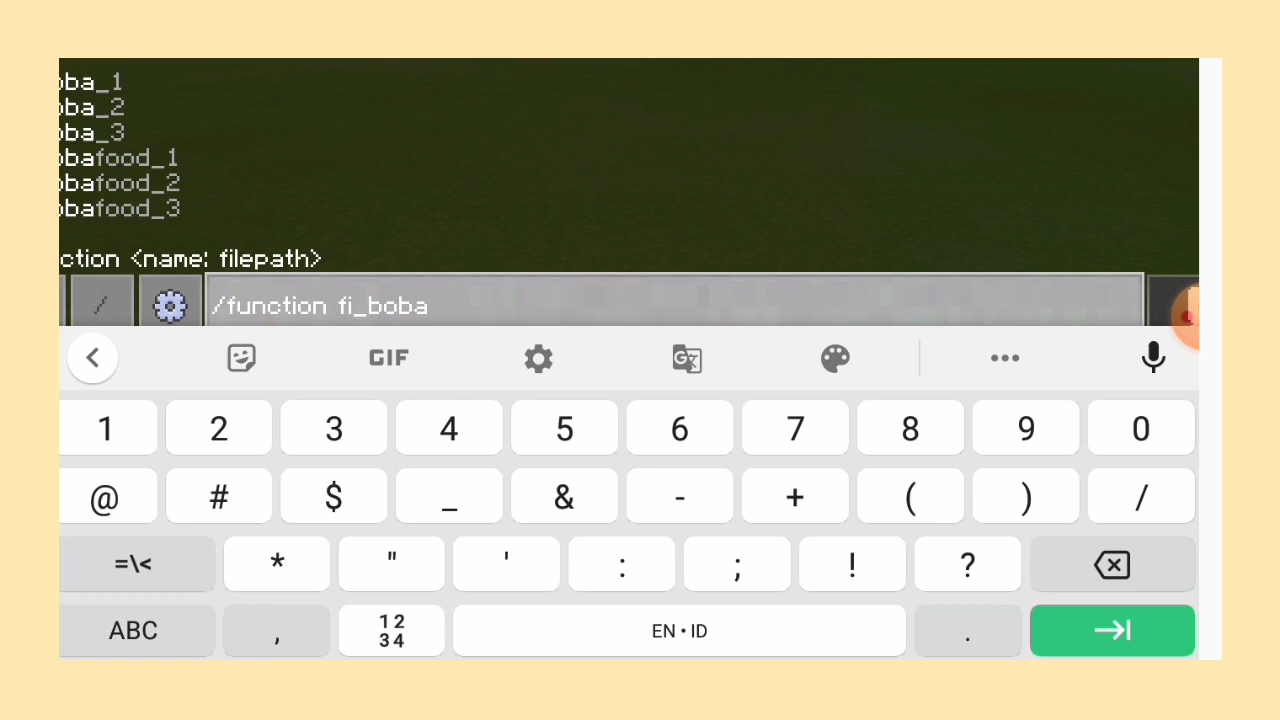 oba_1
oba_2
oba_3
obafood_1
obafood_2
obafood_3
ction <name: filepath>
/
/function fi_boba
GIF
1 2 3 4 5 6 7 8 9 0
@ # $ _ & - + ( ) /
=\< * " ' : ; ! ?
ABC , 12 34 EN • ID .